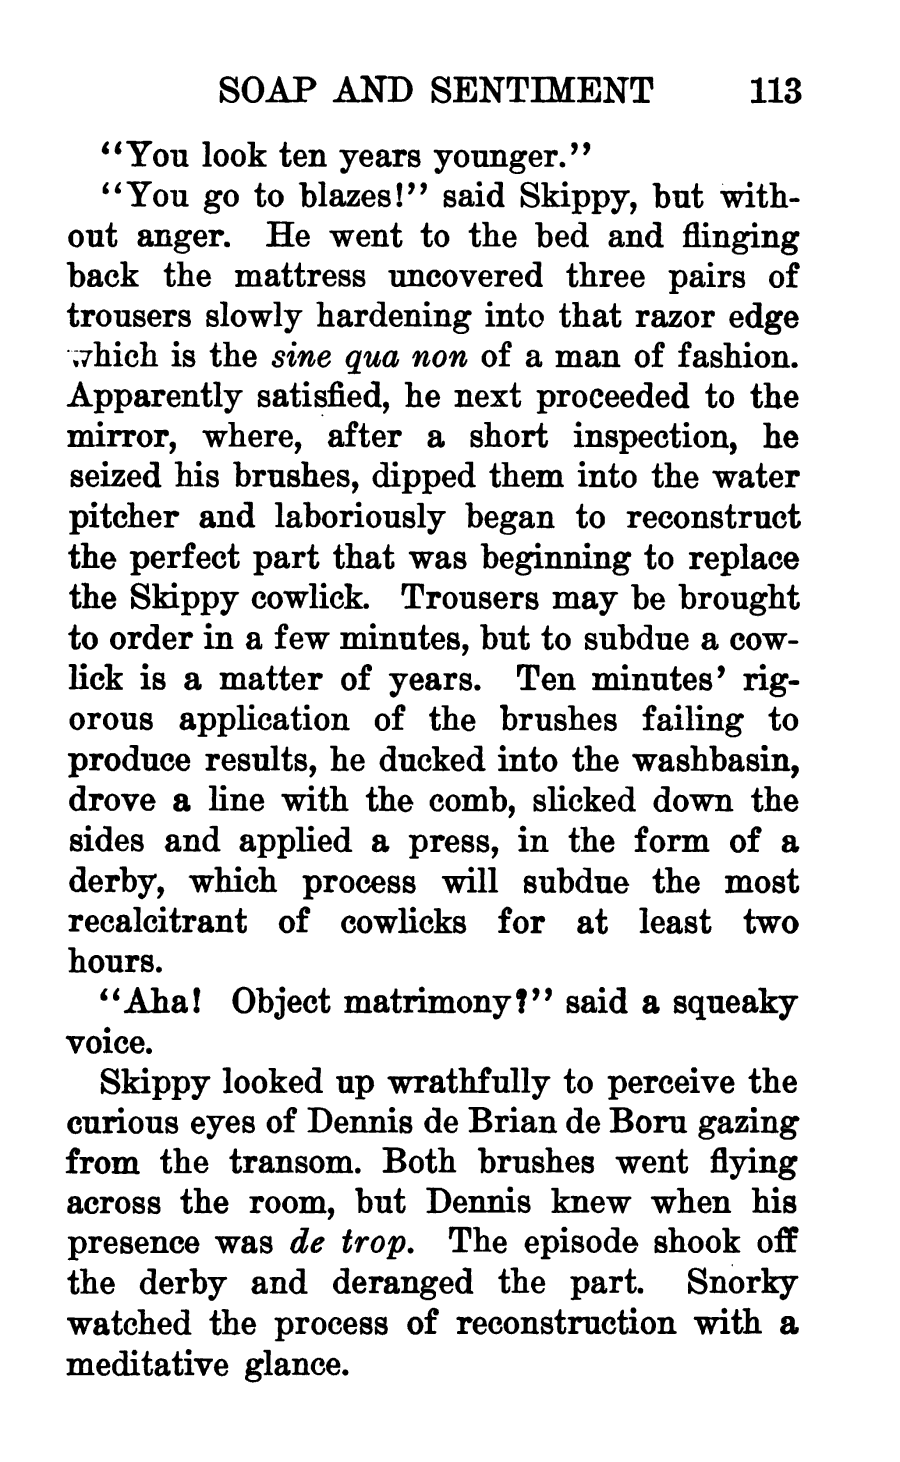 SOAP AND SENTIMENT 113
“You look ten years younger.”
“You go to blazes!” said Skippy, but with-
out anger. He went to the bed and flinging
back the mattress uncovered three pairs of
trousers slowly hardening into that razor edge
which is the sine qua non of a man of fashion.
Apparently satisfied, he next proceeded to the
mirror, where, after a short inspection, he
seized his brushes, dipped them into the water
pitcher and laboriously began to reconstruct
the perfect part that was beginning to replace
the Skippy cowlick. Trousers may be brought
to order in a few minutes, but to subdue a cow-
lick is a matter of years. Ten minutes’ rig-
orous application of the brushes failing to
produce results, he ducked into the washbasin,
drove a line with the comb, slicked down the
sides and applied a press, in the form of a
derby, which process will subdue the most
recalcitrant of cowlicks for at least two
hours.
“Aha! Object matrimony?” said a squeaky
voice.
Skippy looked up wrathfully to perceive the
curious eyes of Dennis de Brian de Boru gazing
from the transom. Both brushes went flying
across the room, but Dennis knew when his
presence was de trop. The episode shook off
the derby and deranged the part. Snorky
watched the process of reconstruction with a
meditative glance.